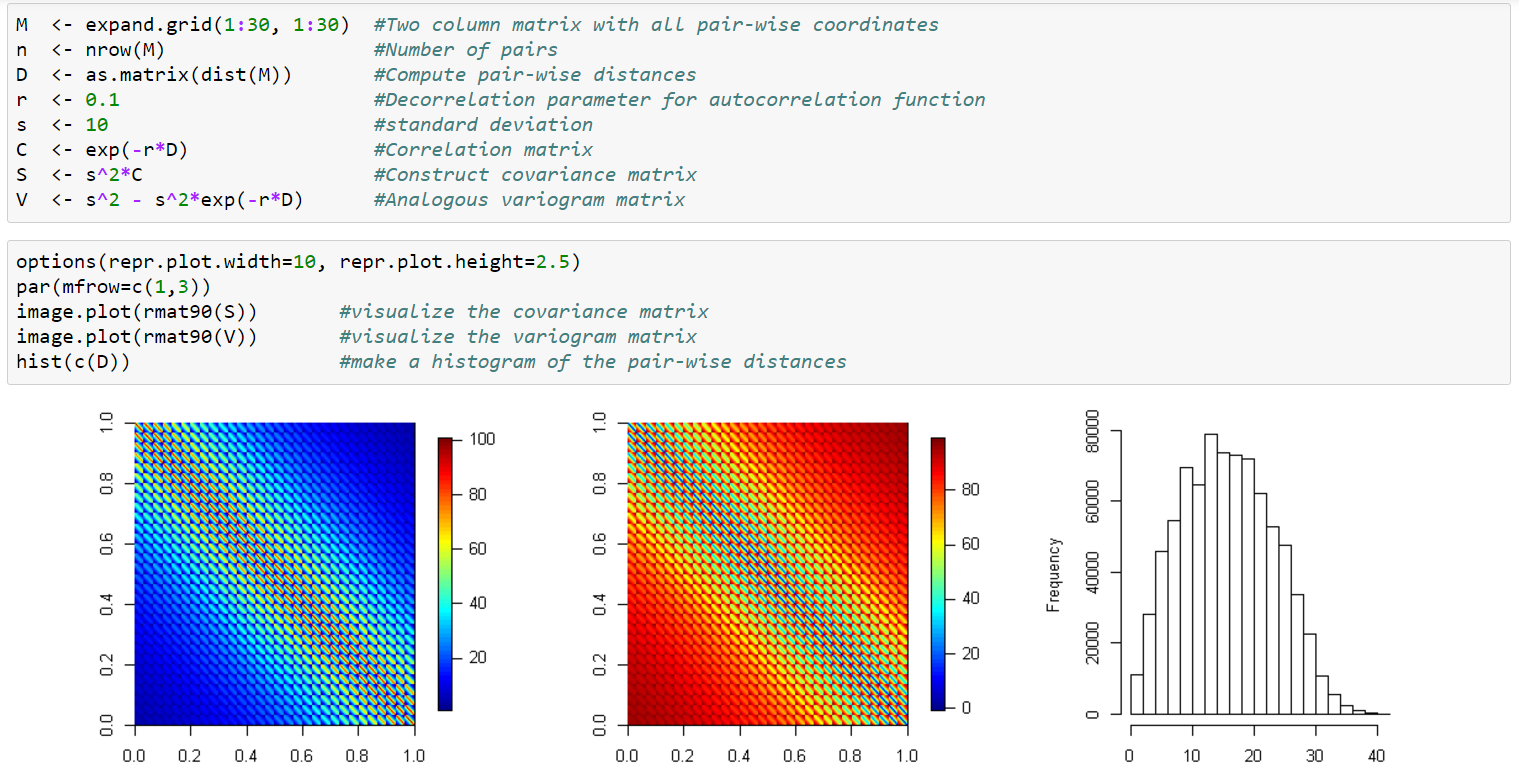 M  <- expand.grid(1:30, 1:30)  #Two column matrix with all pair-wise coordinates
n  <- nrow(M)                  #Number of pairs
D  <- as.matrix(dist(M))       #Compute pair-wise distances
r  <- 0.1                      #Decorrelation parameter for autocorrelation function
s  <- 10                       #standard deviation
C  <- exp(-r*D)                #Correlation matrix
S  <- s^2*C                    #Construct covariance matrix
V  <- s^2 - s^2*exp(-r*D)      #Analogous variogram matrix
options(repr.plot.width=10, repr.plot.height=2.5)
par(mfrow=c(1,3))
image.plot(rmat90(S))       #visualize the covariance matrix
image.plot(rmat90(V))       #visualize the variogram matrix
hist(c(D))                  #make a histogram of the pair-wise distances
1.0
0.8
0.6
0.4
0.2
0.0
0.0 0.2 0.4 0.6 0.8 1.0
100
80
60
40
20
1.0
0.8
0.6
0.4
0.2
0.0
0.0 0.2 0.4 0.6 0.8 1.0
80
60
40
20
0
Frequency
80000
60000
40000
20000
0
0 10 20 30 40